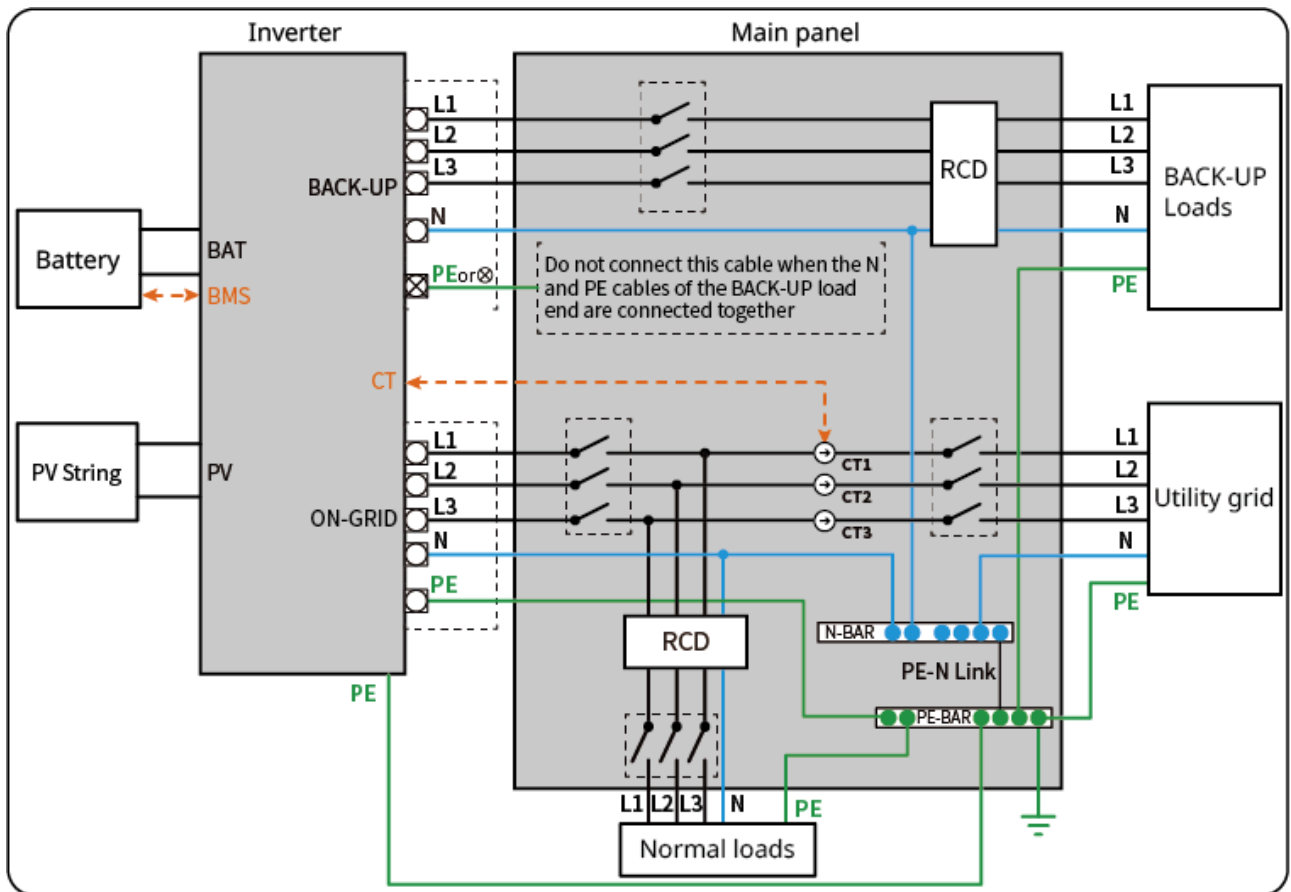 Inverter
Main panel
L1
L2
L3
N
PEor⊗
BACK-UP
Battery
BAT
BMS
RCD
L1
L2
L3
N
PE
BACK-UP
Loads
Do not connect this cable when the N
and PE cables of the BACK-UP load
end are connected together
CT
PV String
PV
ON-GRID
L1
L2
L3
N
PE
CT1
CT2
CT3
L1
L2
L3
N
PE
Utility grid
RCD
N-BAR
PE-N Link
PE-BAR
PE
L1 L2 L3 N PE
Normal loads